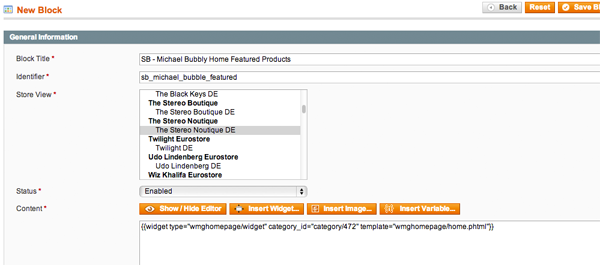 New Block
Back
Reset
Save Bl
General Information
Block Title *
SB - Michael Bubbly Home Featured Products
Identifier *
sb_michael_bubble_featured
Store View *
The Black Keys DE
The Stereo Boutique
The Stereo Boutique DE
The Stereo Noutique
The Stereo Noutique DE
Twilight Eurostore
Twilight DE
Udo Lindenberg Eurostore
Udo Lindenberg DE
Wiz Khalifa Eurostore
Status *
Enabled
Content *
Show / Hide Editor
Insert Widget...
Insert Image...
Insert Variable...
{{widget type="wmghomepage/widget" category_id="category/472" template="wmghomepage/home.phtml"}}